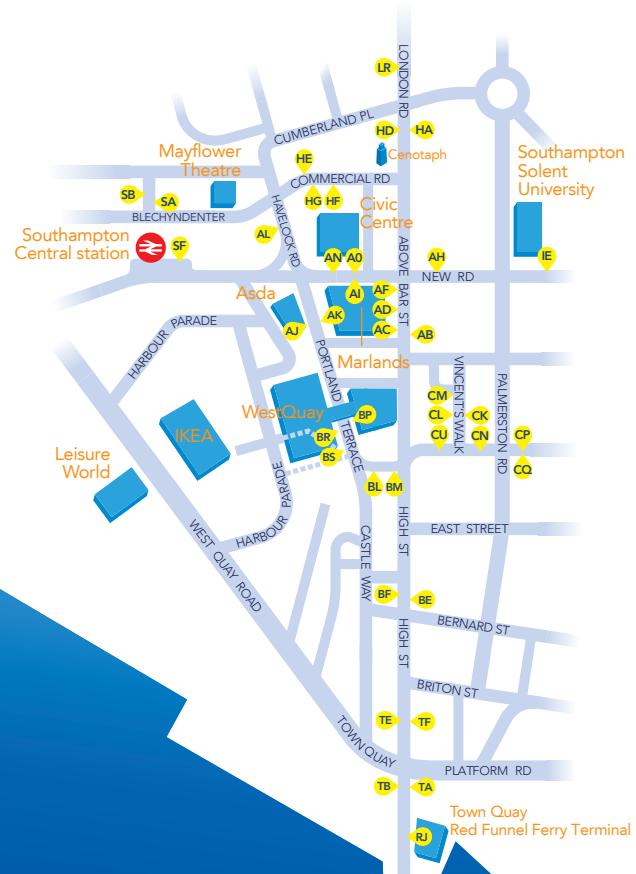 LR
LONDON RD
CUMBERLAND PL
HD
HA
Cenotaph
Mayflower
Theatre
HE
COMMERCIAL RD
Southampton
Solent
University
SB
SA
HG
HF
Civic
Centre
BLECHYNDENTER
HAVELOCK RD
Southampton
Central station
SF
AL
AN
A0
ABOVE BAR ST
AH
IE
NEW RD
Asda
AI
AF
AD
AK
AC
AB
AJ
HARBOUR PARADE
Marlands
PORTLAND TERRACE
VINCENT'S WALK
PALMERSTON RD
WestQuay
BP
CM
CL
CK
IKEA
BR
CU
CN
CP
Leisure
World
BS
CQ
BL
BM
HARBOUR PARADE
WEST QUAY ROAD
HIGH ST
EAST STREET
CASTLE WAY
BF
BE
BERNARD ST
HIGH ST
BRITON ST
TE
TF
TOWN QUAY
PLATFORM RD
TB
TA
Town Quay
Red Funnel Ferry Terminal
RJ